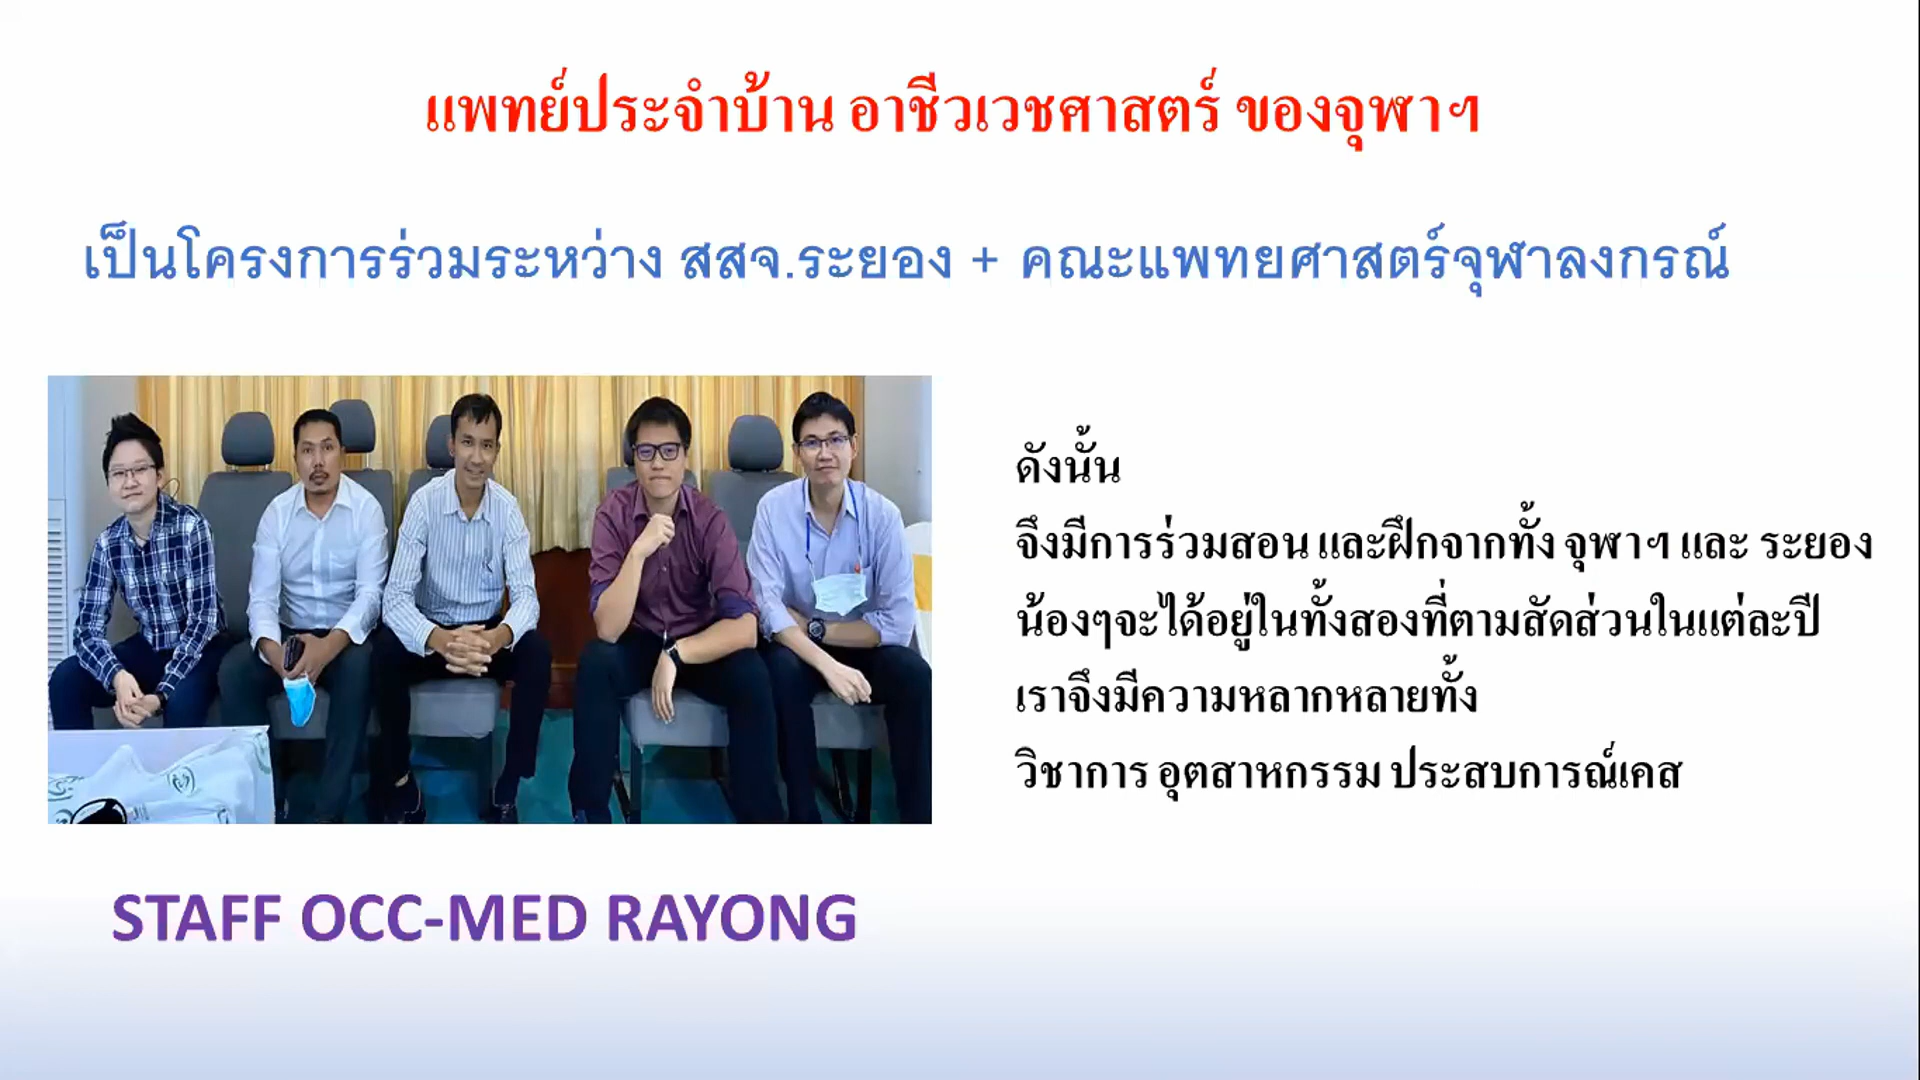 แพทย์ประจำบ้าน อาชีวเวชศาสตร์ ของจุฬาฯ
เป็นโครงการร่วมระหว่าง สสจ.ระยอง + คณะแพทยศาสตร์จุฬาลงกรณ์
ดังนั้น
จึงมีการร่วมสอน และฝึกจากทั้ง จุฬาฯ และ ระยอง
น้องๆจะได้อยู่ในทั้งสองที่ตามสัดส่วนในแต่ละปี
เราจึงมีความหลากหลายทั้ง
วิชาการ อุตสาหกรรม ประสบการณ์เคส
STAFF OCC-MED RAYONG